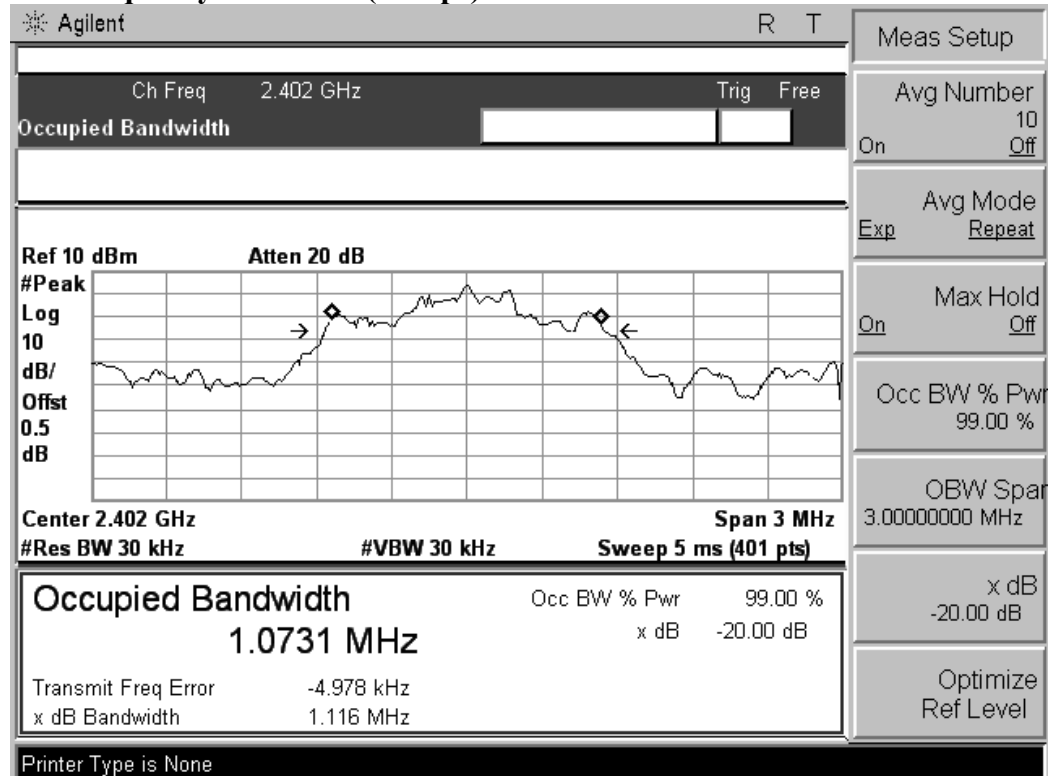 Agilent R T
Ch Freq 2.402 GHz Trig Free
Occupied Bandwidth
Ref 10 dBm Atten 20 dB
#Peak
Log
10
dB/
Offst
0.5
dB
Center 2.402 GHz Span 3 MHz
#Res BW 30 kHz #VBW 30 kHz Sweep 5 ms (401 pts)
Occupied Bandwidth
1.0731 MHz
Occ BW % Pwr 99.00 %
x dB -20.00 dB
Transmit Freq Error -4.978 kHz
x dB Bandwidth 1.116 MHz
Printer Type is None
Meas Setup
Avg Number
10
On Off
Avg Mode
Exp Repeat
Max Hold
On Off
Occ BW % Pwr
99.00 %
OBW Span
3.00000000 MHz
x dB
-20.00 dB
Optimize
Ref Level